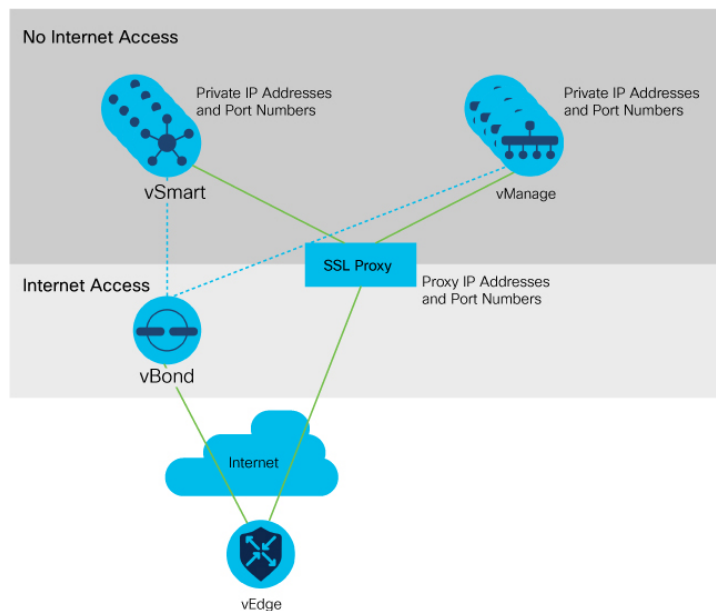 No Internet Access
Private IP Addresses
and Port Numbers
Private IP Addresses
and Port Numbers
vSmart
vManage
SSL Proxy
Internet Access
Proxy IP Addresses
and Port Numbers
vBond
Internet
vEdge